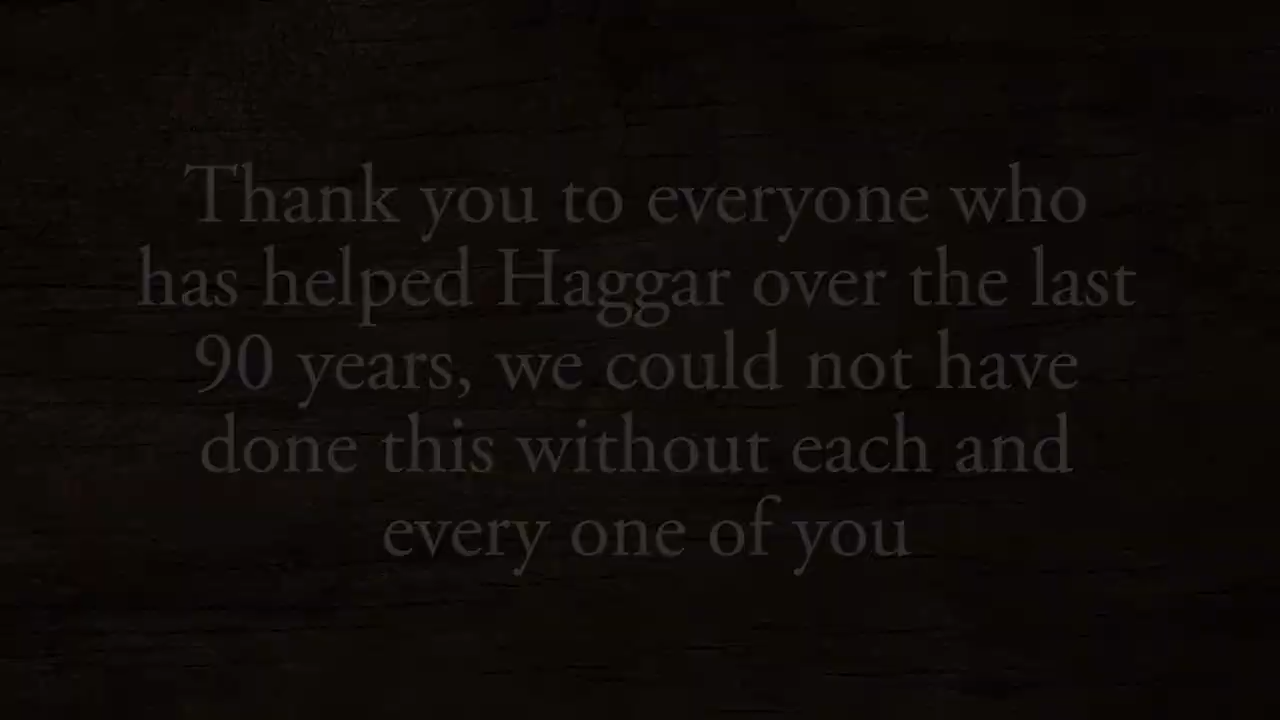 Thank you to everyone who
has helped Haggar over the last
90 years, we could not have
done this without each and
every one of you